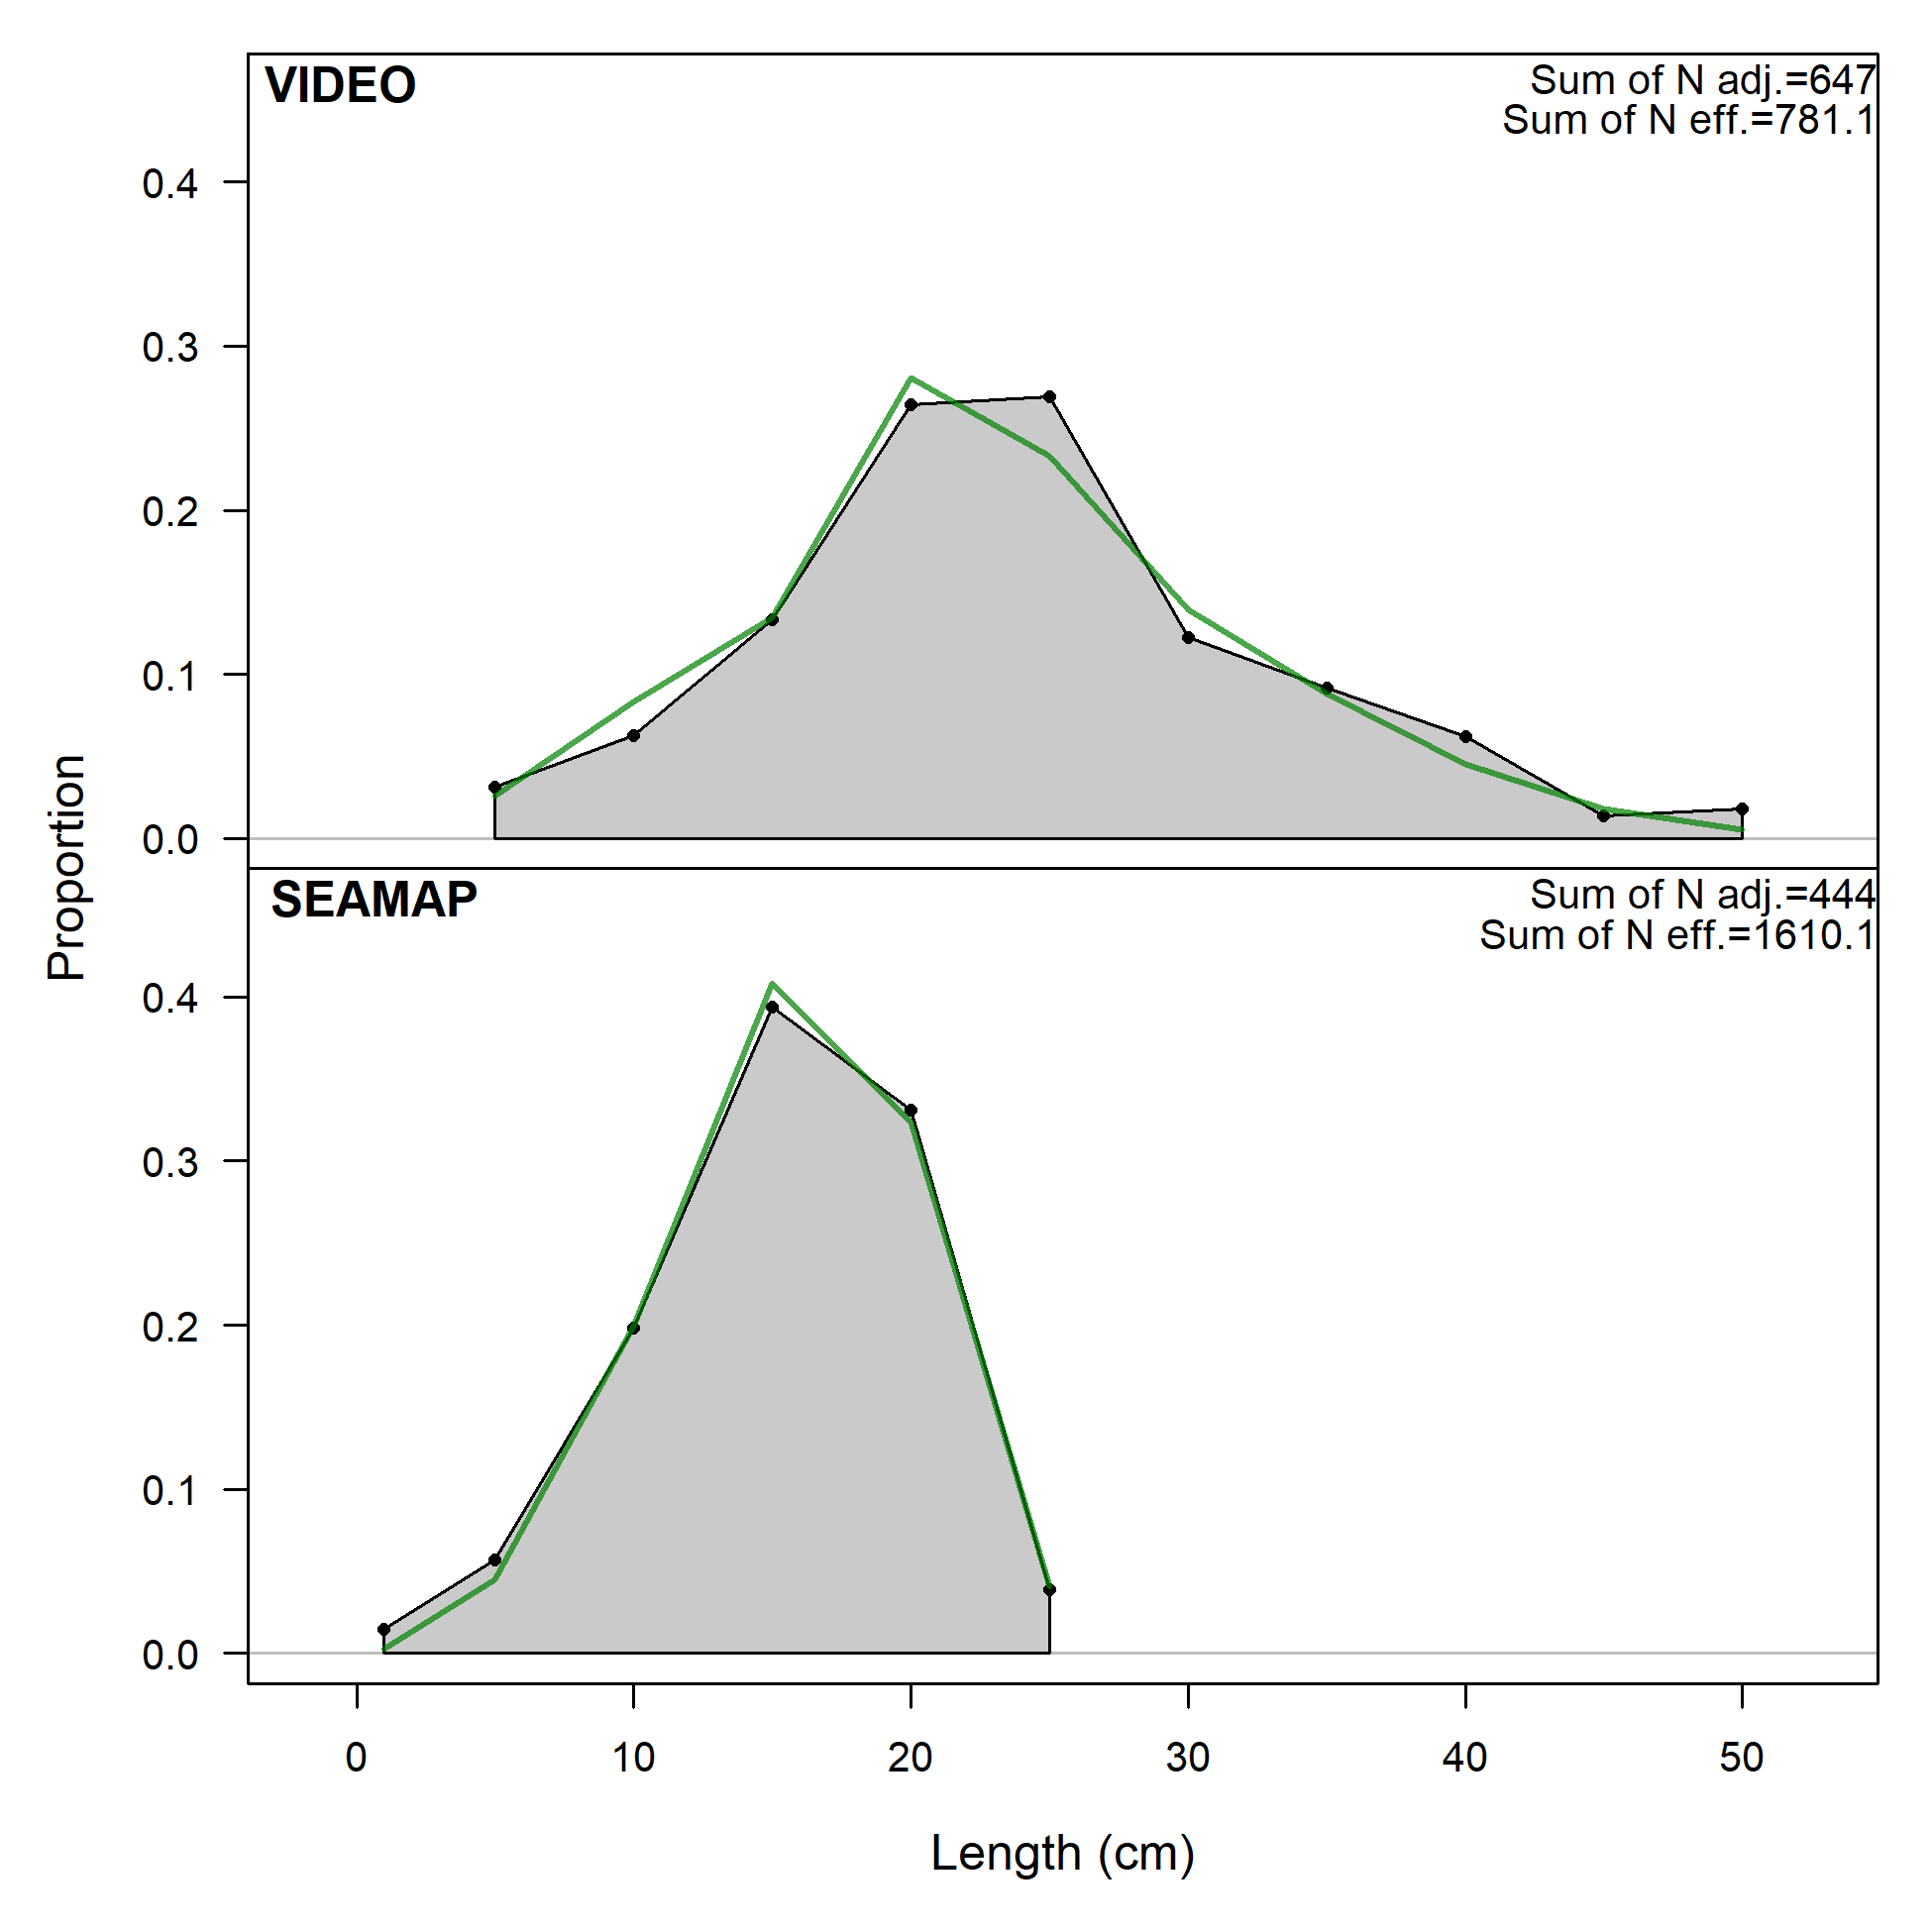 VIDEO
Sum of N adj.=647
Sum of N eff.=781.1
0.4
0.3
0.2
0.1
0.0
SEAMAP
Sum of N adj.=444
Sum of N eff.=1610.1
0.4
0.3
0.2
0.1
0.0
Proportion
0 10 20 30 40 50
Length (cm)